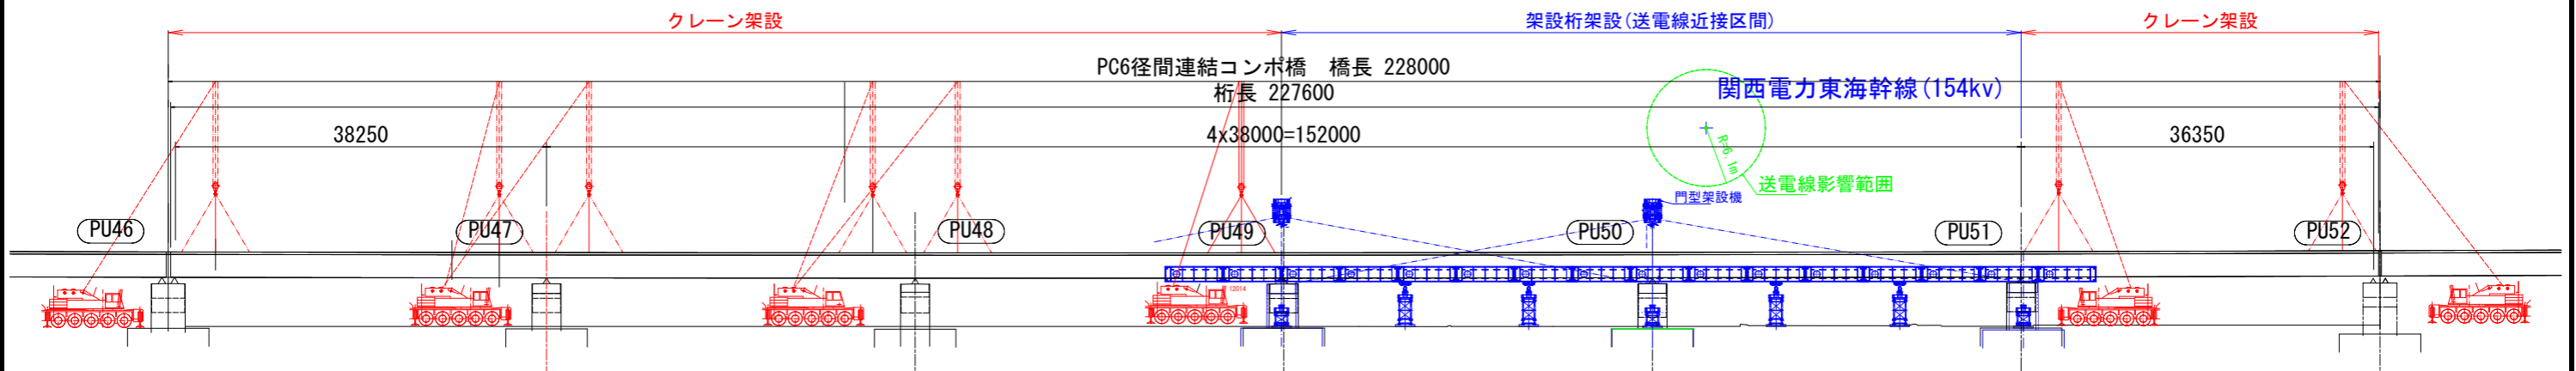 クレーン架設
架設桁架設(送電線近接区間)
クレーン架設
PC6径間連結コンポ橋 橋長 228000
桁長 227600
関西電力東海幹線(154kv)
38250
4x38000=152000
36350
R=6.1m
送電線影響範囲
門型架設機
PU46
PU47
PU48
PU49
PU50
PU51
PU52
12014